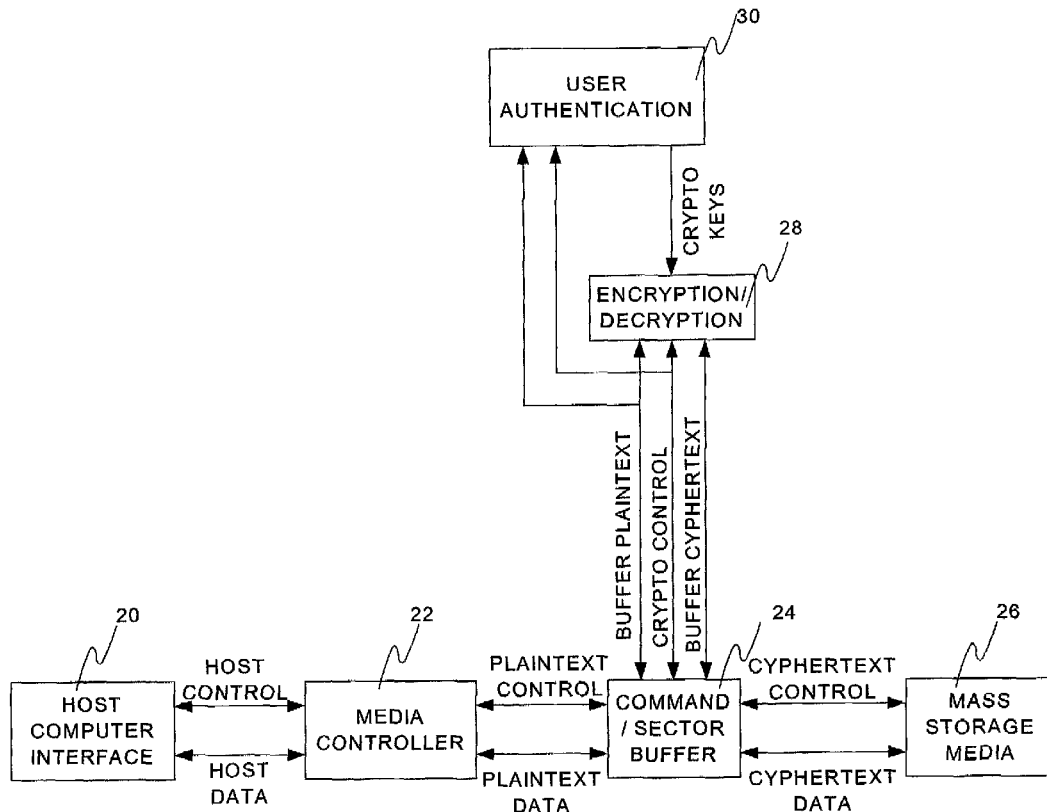 30
USER
AUTHENTICATION
CRYPTO
KEYS
28
ENCRYPTION/
DECRYPTION
BUFFER PLAINTEXT
CRYPTO CONTROL
BUFFER CYPHERTEXT
20
22
24
26
HOST
CONTROL
PLAINTEXT
CONTROL
CYPHERTEXT
CONTROL
HOST
COMPUTER
INTERFACE
MEDIA
CONTROLLER
COMMAND
/ SECTOR
BUFFER
MASS
STORAGE
MEDIA
HOST
DATA
PLAINTEXT
DATA
CYPHERTEXT
DATA